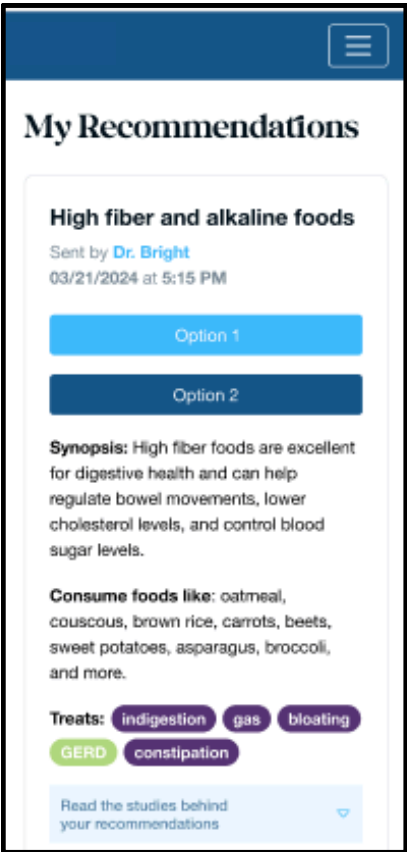 My Recommendations
High fiber and alkaline foods
Sent by Dr. Bright
03/21/2024 at 5:15 PM
Option 1
Option 2
Synopsis: High fiber foods are excellent
for digestive health and can help
regulate bowel movements, lower
cholesterol levels, and control blood
sugar levels.
Consume foods like: oatmeal,
couscous, brown rice, carrots, beets,
sweet potatoes, asparagus, broccoli,
and more.
Treats: indigestion gas bloating
GERD constipation
Read the studies behind
your recommendations